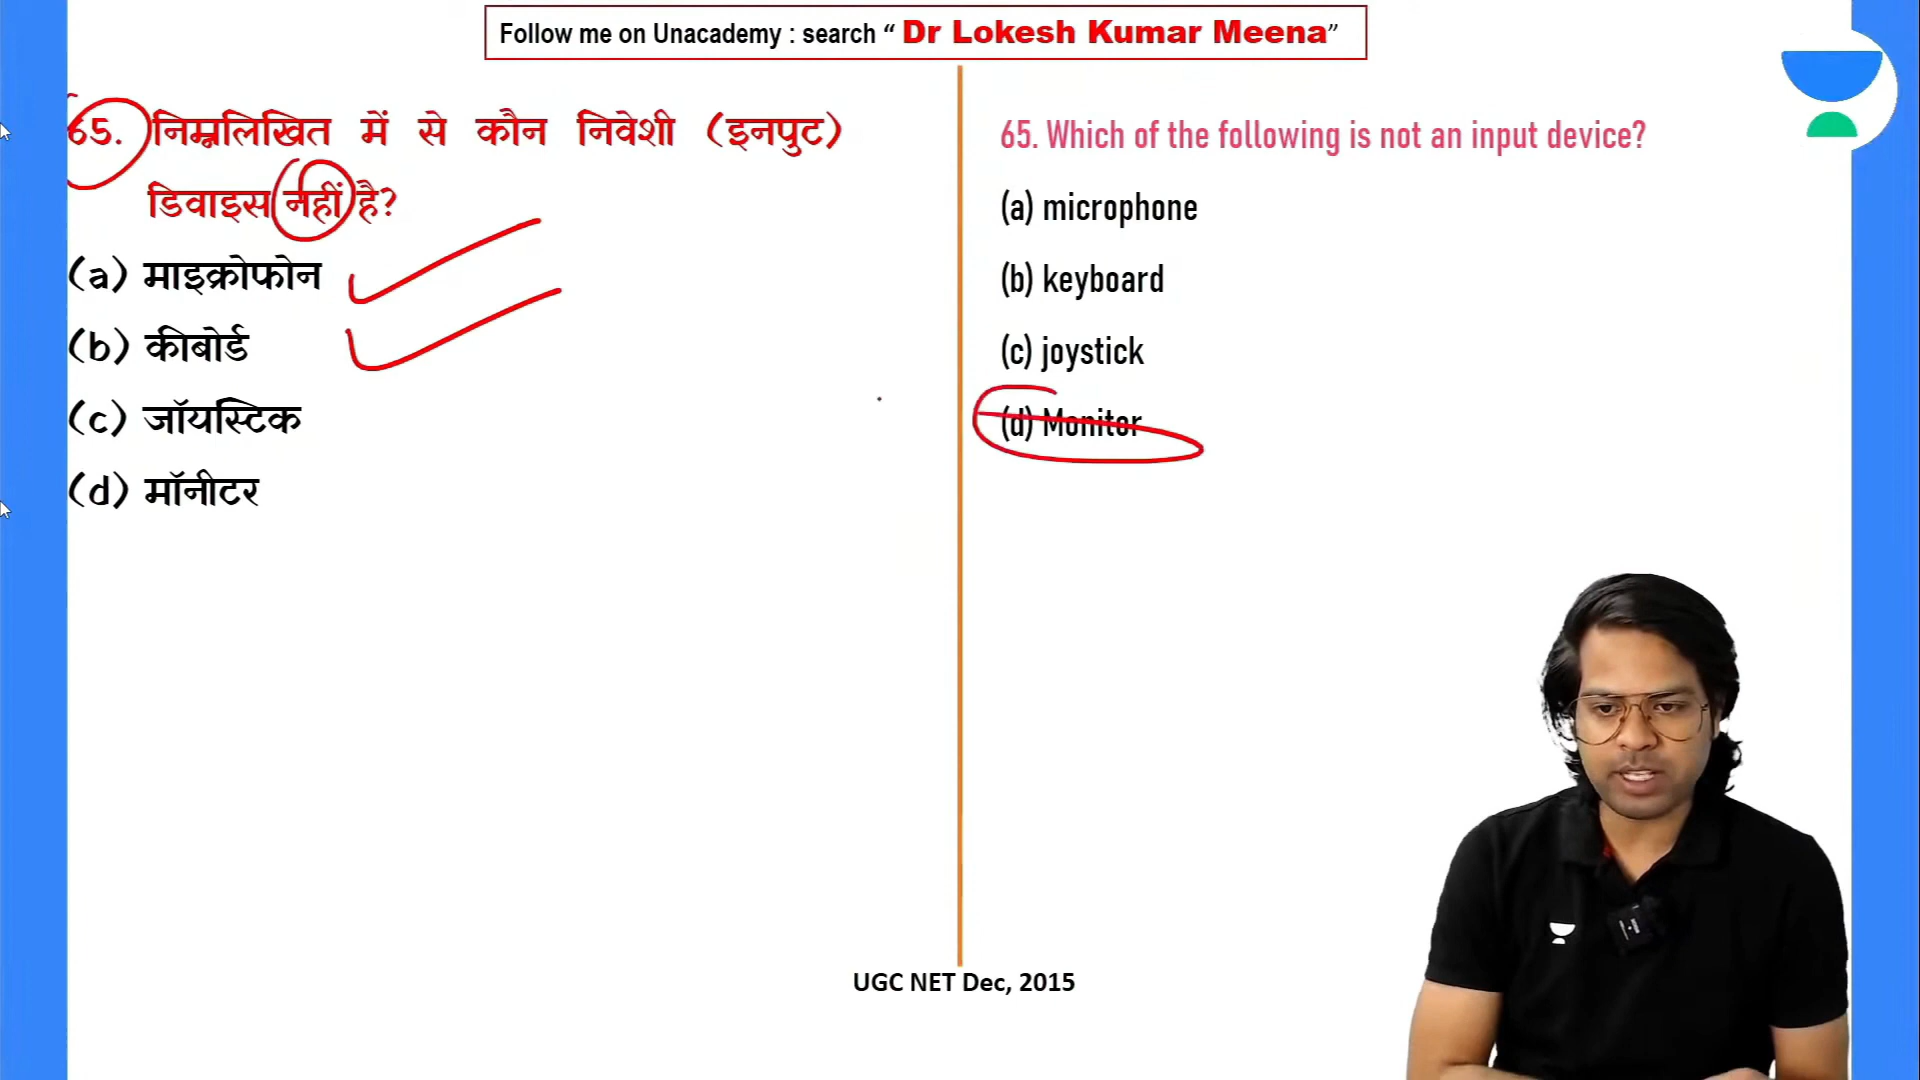 Follow me on Unacademy : search “ Dr Lokesh Kumar Meena”
65. निम्नलिखित में से कौन निवेशी (इनपुट)
डिवाइस नहीं है?
(a) माइक्रोफोन
(b) कीबोर्ड
(c) जॉयस्टिक
(d) मॉनीटर
65. Which of the following is not an input device?
(a) microphone
(b) keyboard
(c) joystick
(d) Monitor
UGC NET Dec, 2015